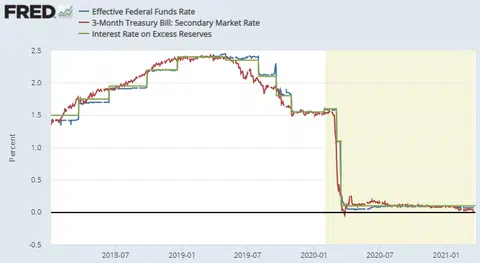 FRED
Effective Federal Funds Rate
3-Month Treasury Bill: Secondary Market Rate
Interest Rate on Excess Reserves
Percent
2.5
2.0
1.5
1.0
0.5
0.0
-0.5
2018-07
2019-01
2019-07
2020-01
2020-07
2021-01